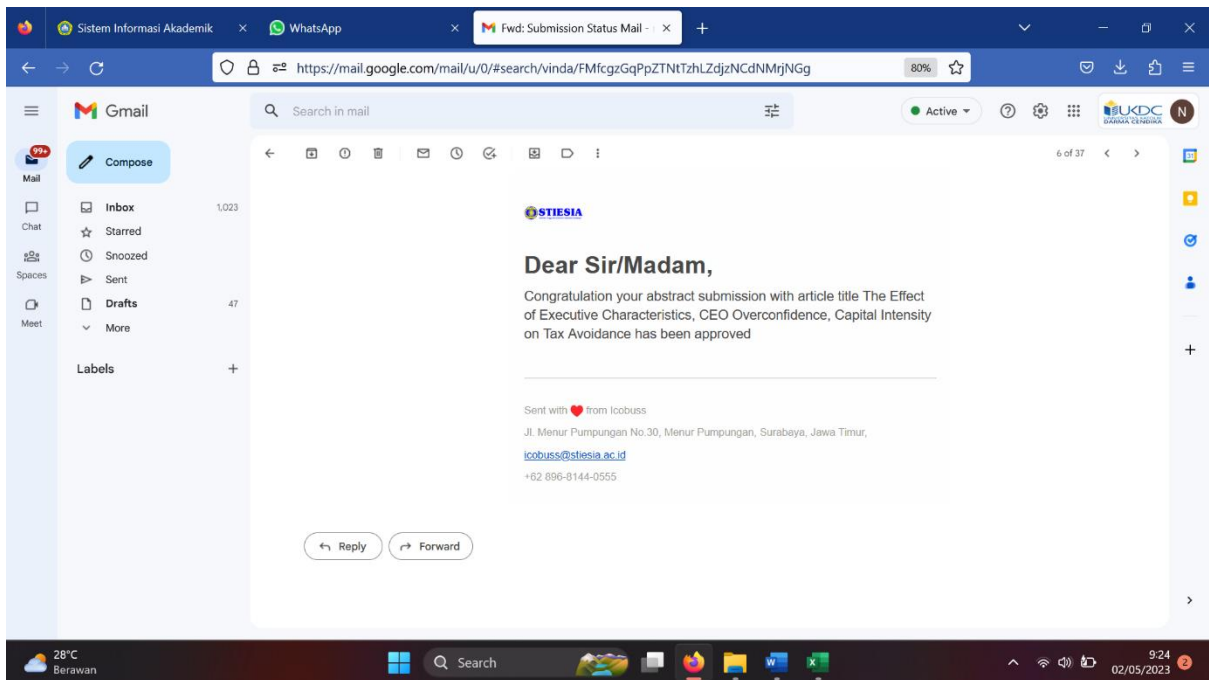 Sistem Informasi Akademik
WhatsApp
Fwd: Submission Status Mail -
https://mail.google.com/mail/u/0/#search/vinda/FMfcgzGqPpZTNtTzhLZdjzNCdNMrjNGg
80%
Gmail
Search in mail
Active
UKDC
DARMA CENDIKA
N
99+
Mail
Compose
6 of 37
Inbox 1,023
Chat
Starred
Snoozed
Spaces
Sent
Drafts 47
Meet
More
Labels
STIESIA
Dear Sir/Madam,
Congratulation your abstract submission with article title The Effect
of Executive Characteristics, CEO Overconfidence, Capital Intensity
on Tax Avoidance has been approved
Sent with ❤ from Icobuss
Jl. Menur Pumpungan No.30, Menur Pumpungan, Surabaya, Jawa Timur,
icobuss@stiesia.ac.id
+62 896-8144-0555
Reply
Forward
28°C
Berawan
Search
9:24
02/05/2023
2